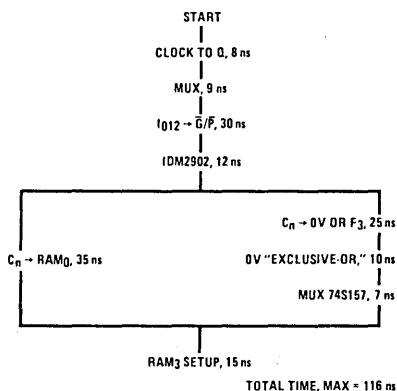 START
CLOCK TO Q, 8 ns
MUX, 9 ns
I012 → G̅/P̅, 30 ns
IDM2902, 12 ns
Cn → OV OR F3, 25 ns
Cn → RAM0, 35 ns
OV "EXCLUSIVE-OR," 10 ns
MUX 74S157, 7 ns
RAM3 SETUP, 15 ns
TOTAL TIME, MAX = 116 ns